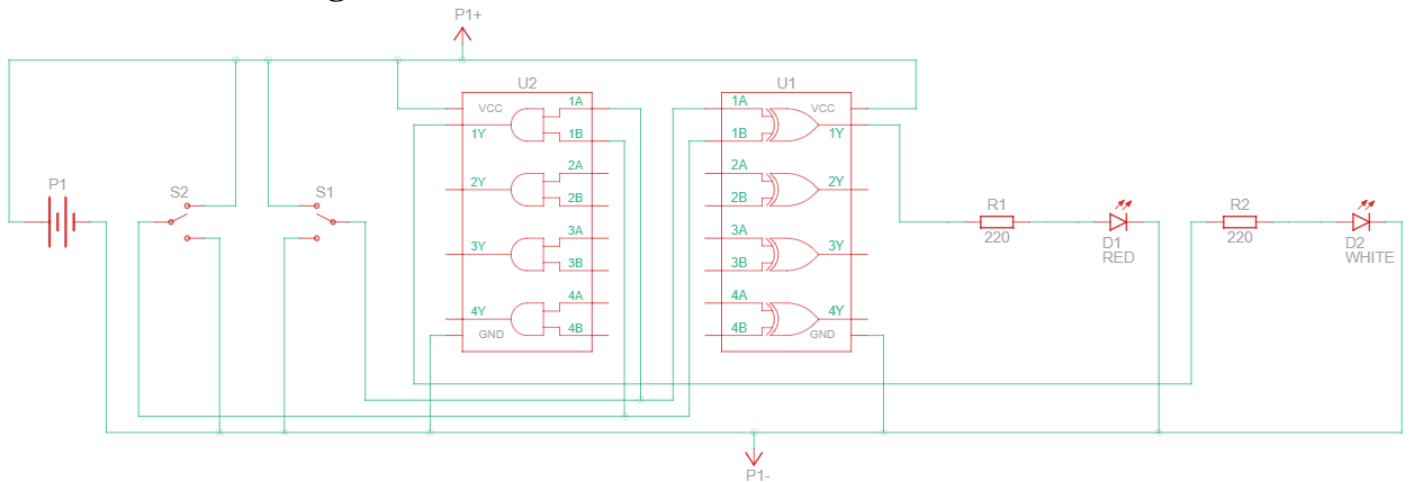 P1+
U2
U1
VCC
1A
1Y
1B
2A
2Y
2B
3A
3Y
3B
4A
4Y
GND
4B
1A
VCC
1B
1Y
2A
2Y
2B
3A
3Y
3B
4A
4Y
4B
GND
P1
S2
S1
R1
220
D1
RED
R2
220
D2
WHITE
P1-